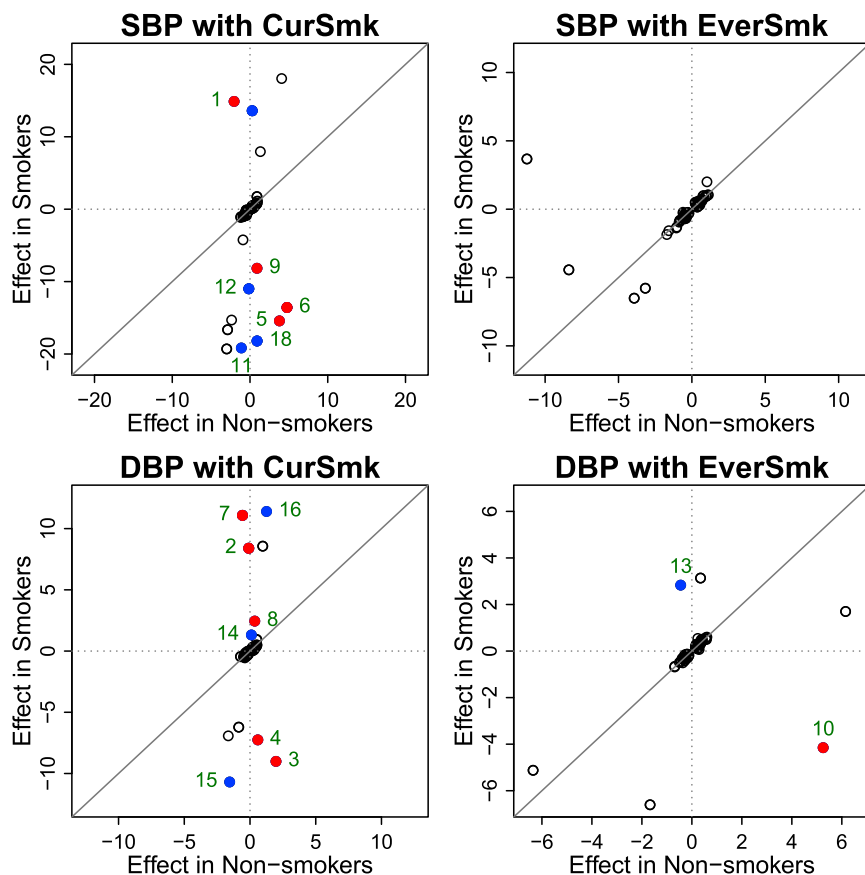 SBP with CurSmk
Effect in Smokers
20
10
0
−10
−20
1
9
12
6
5
18
11
−20 −10 0 10 20
Effect in Non−smokers
SBP with EverSmk
Effect in Smokers
10
5
0
−5
−10
−10 −5 0 5 10
Effect in Non−smokers
DBP with CurSmk
Effect in Smokers
10
5
0
−5
−10
7
16
2
8
14
4
3
15
−10 −5 0 5 10
Effect in Non−smokers
DBP with EverSmk
Effect in Smokers
6
4
2
0
−2
−4
−6
13
10
−6 −4 −2 0 2 4 6
Effect in Non−smokers